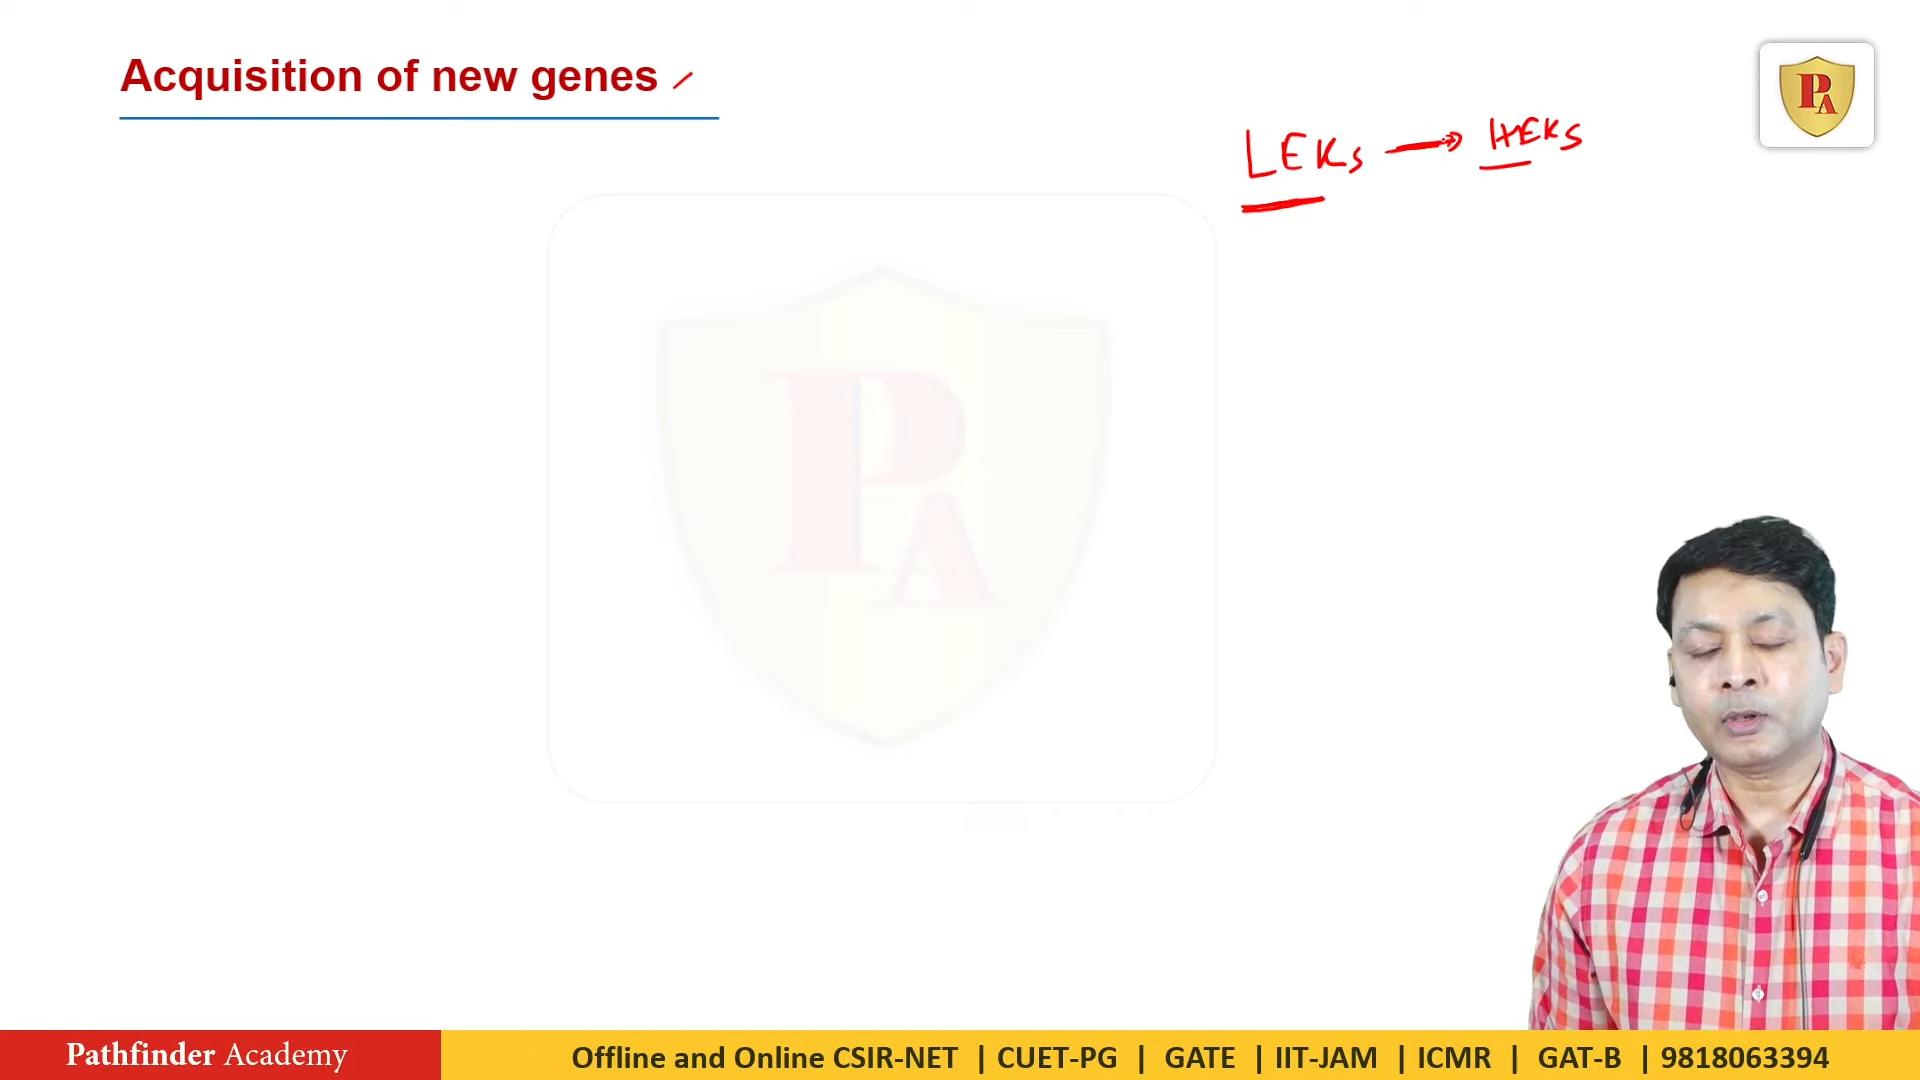 Acquisition of new genes
LEKs → HEKs
PA
PA
Pathfinder Academy
Offline and Online CSIR-NET | CUET-PG | GATE | IIT-JAM | ICMR | GAT-B | 9818063394